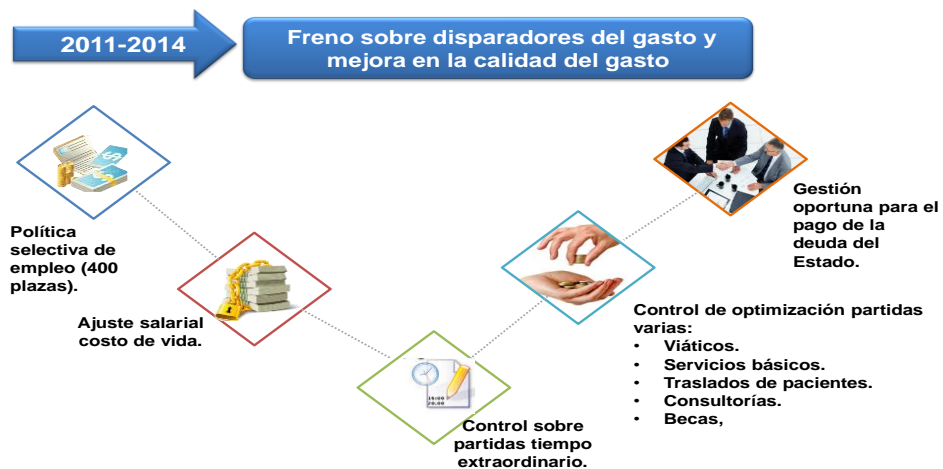 2011-2014
Freno sobre disparadores del gasto y
mejora en la calidad del gasto
Política
selectiva de
empleo (400
plazas).
Ajuste salarial
costo de vida.
Control sobre
partidas tiempo
extraordinario.
Control de optimización partidas
varias:
• Viáticos.
• Servicios básicos.
• Traslados de pacientes.
• Consultorías.
• Becas,
Gestión
oportuna para el
pago de la
deuda del
Estado.